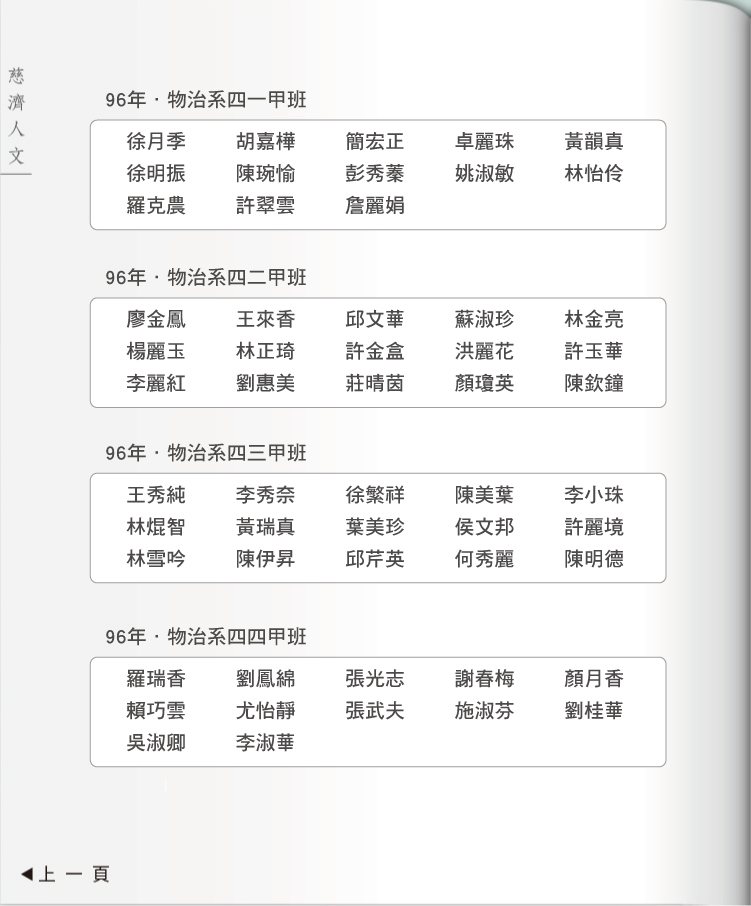 慈濟人文
96年．物治系四一甲班
徐月季 胡嘉樺 簡宏正 卓麗珠 黃韻真
徐明振 陳琬愉 彭秀蓁 姚淑敏 林怡伶
羅克農 許翠雲 詹麗娟
96年．物治系四二甲班
廖金鳳 王來香 邱文華 蘇淑珍 林金亮
楊麗玉 林正琦 許金盒 洪麗花 許玉華
李麗紅 劉惠美 莊晴茵 顏瓊英 陳欽鐘
96年．物治系四三甲班
王秀純 李秀奈 徐繁祥 陳美葉 李小珠
林焜智 黃瑞真 葉美珍 侯文邦 許麗境
林雪吟 陳伊昇 邱芹英 何秀麗 陳明德
96年．物治系四四甲班
羅瑞香 劉鳳綿 張光志 謝春梅 顏月香
賴巧雲 尤怡靜 張武夫 施淑芬 劉桂華
吳淑卿 李淑華
◀上一頁